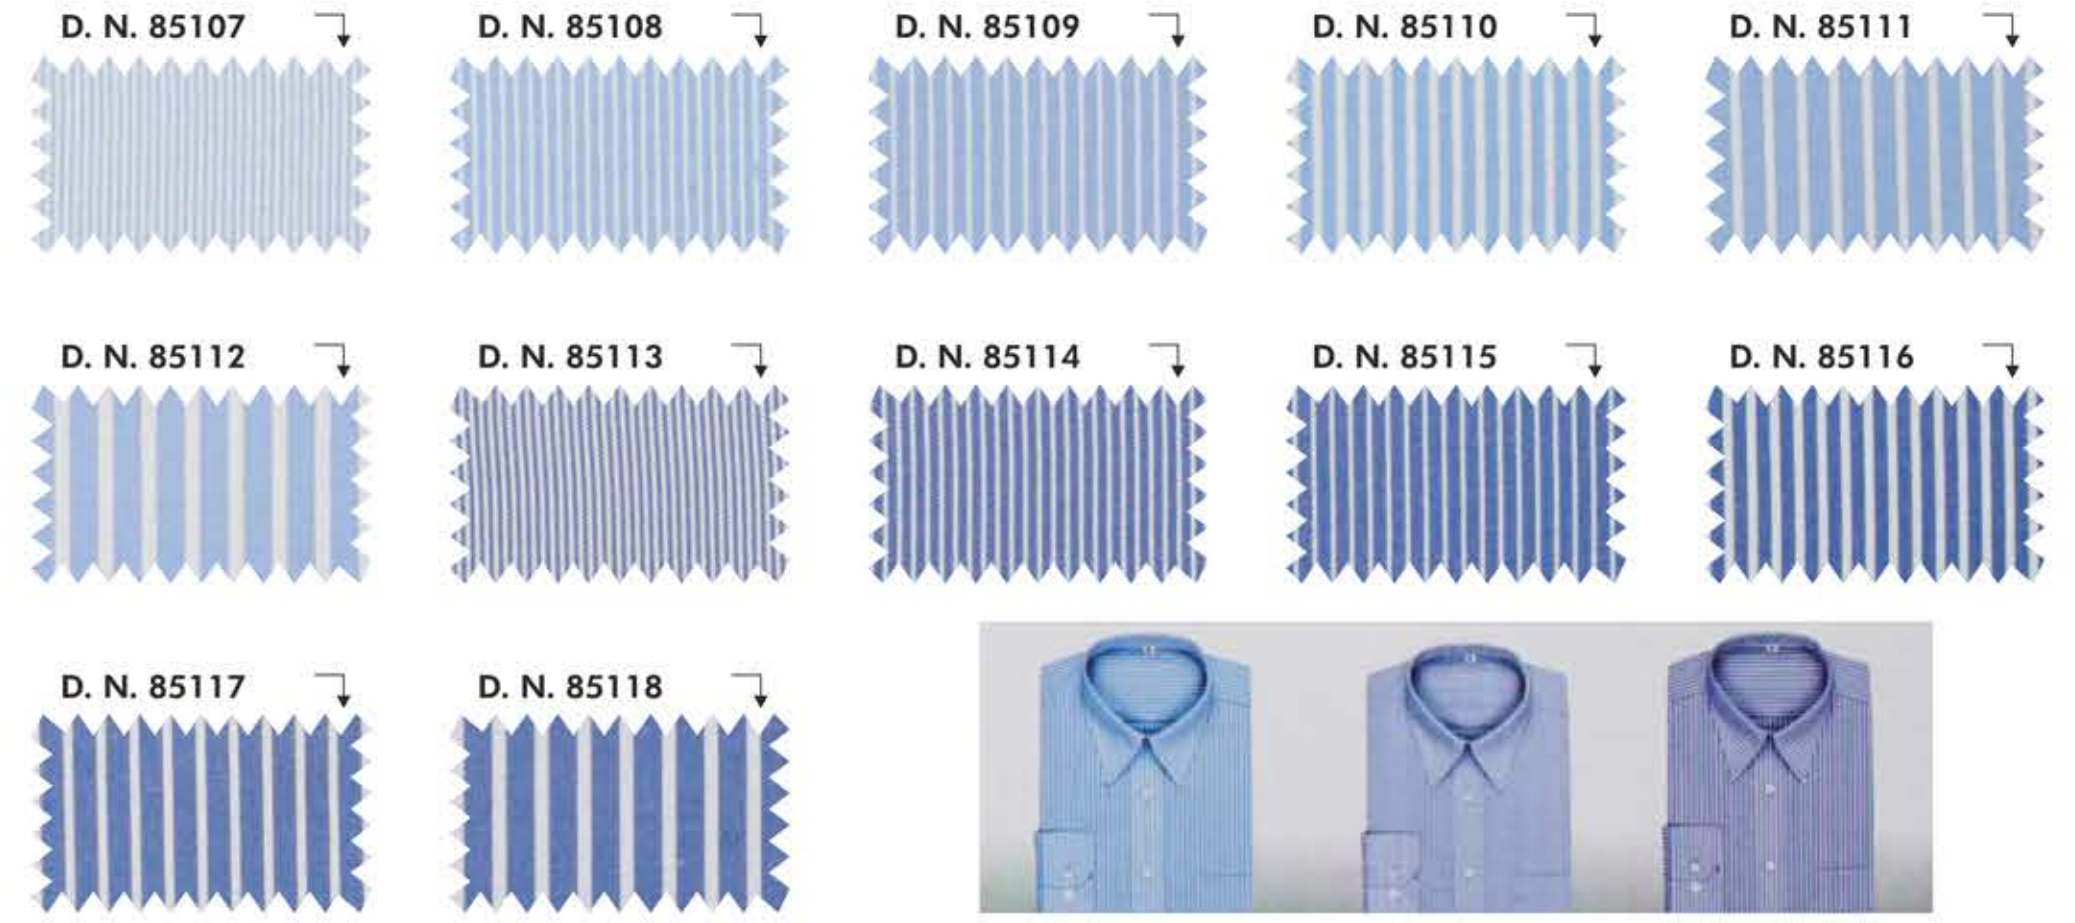 D. N. 85107
D. N. 85108
D. N. 85109
D. N. 85110
D. N. 85111
D. N. 85112
D. N. 85113
D. N. 85114
D. N. 85115
D. N. 85116
D. N. 85117
D. N. 85118